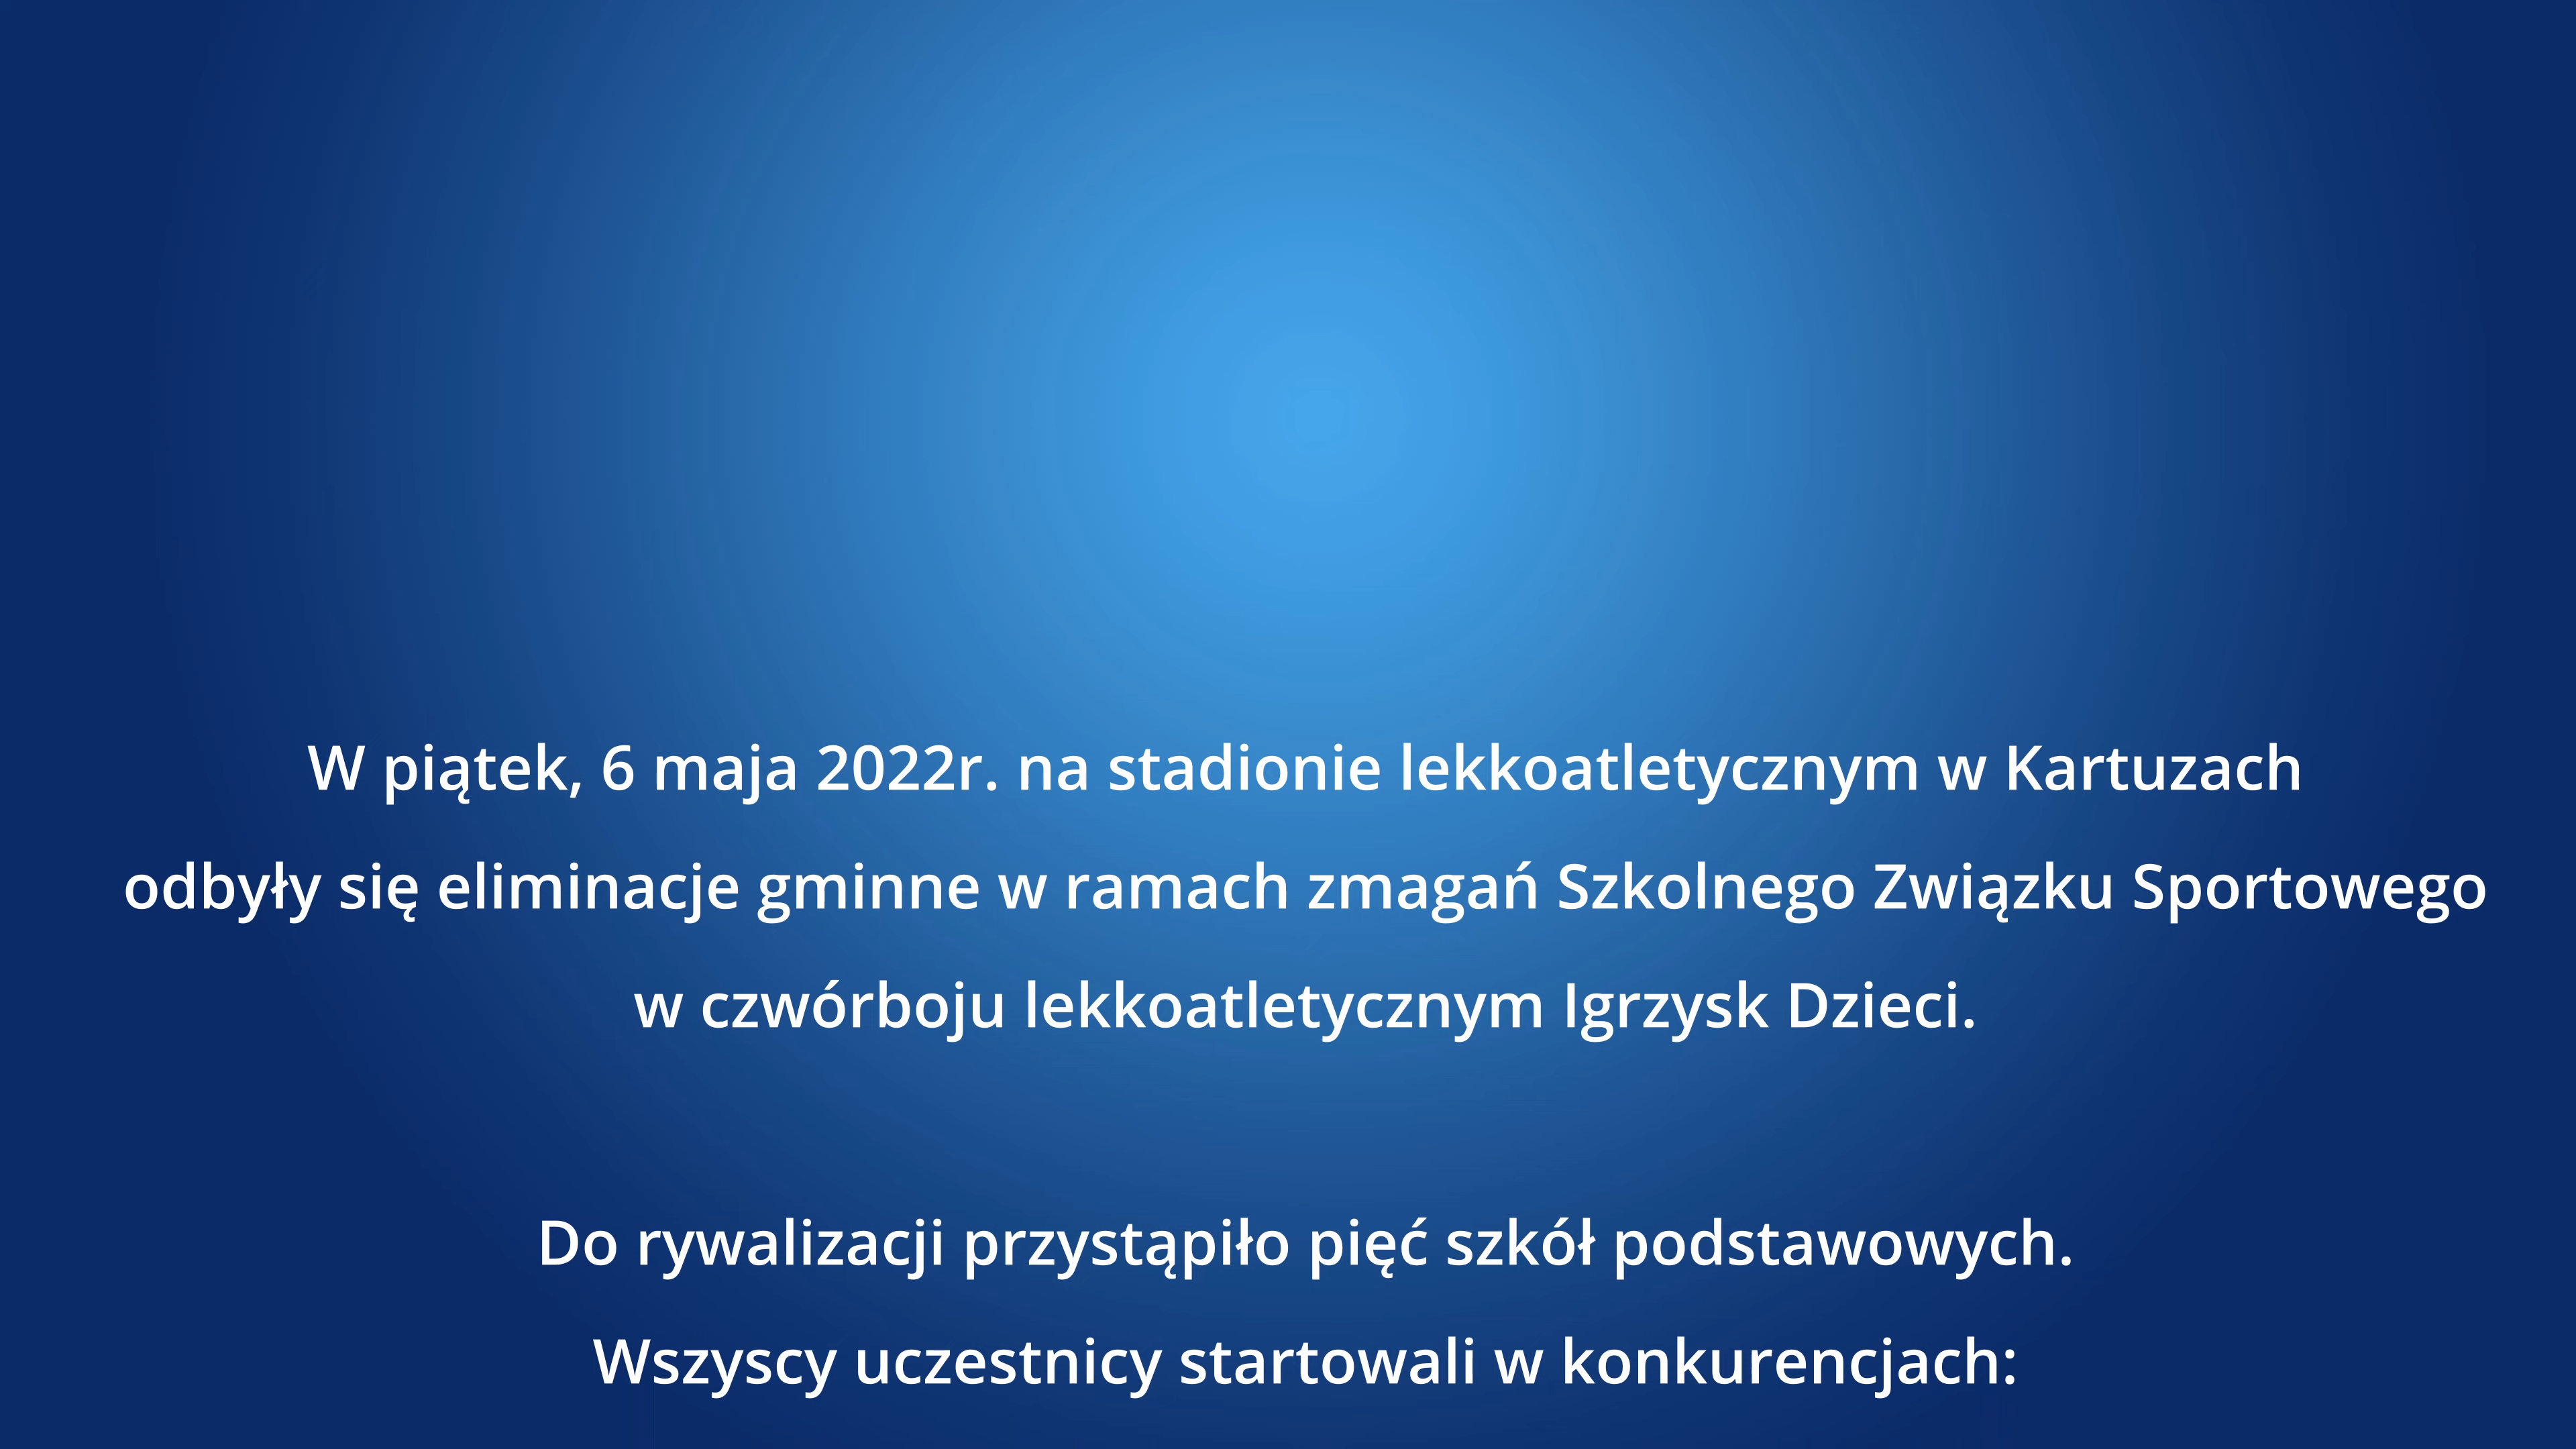 W piątek, 6 maja 2022r. na stadionie lekkoatletycznym w Kartuzach
odbyły się eliminacje gminne w ramach zmagań Szkolnego Związku Sportowego
w czwórboju lekkoatletycznym Igrzysk Dzieci.
Do rywalizacji przystąpiło pięć szkół podstawowych.
Wszyscy uczestnicy startowali w konkurencjach: